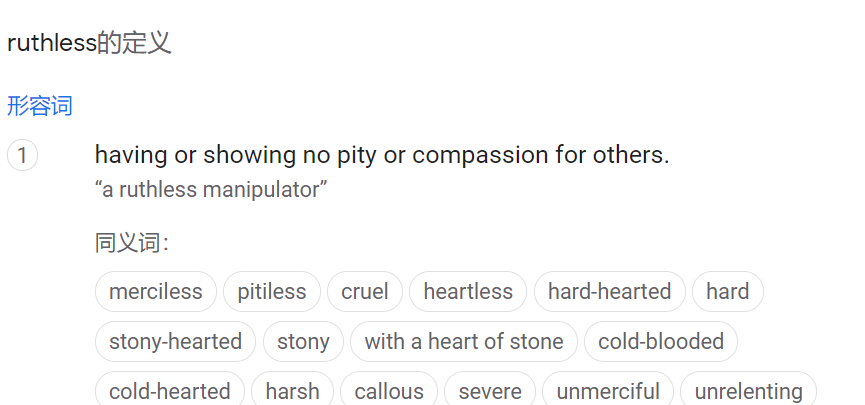 ruthless的定义
形容词
1 having or showing no pity or compassion for others.
“a ruthless manipulator”
同义词：
merciless pitiless cruel heartless hard-hearted hard
stony-hearted stony with a heart of stone cold-blooded
cold-hearted harsh callous severe unmerciful unrelenting